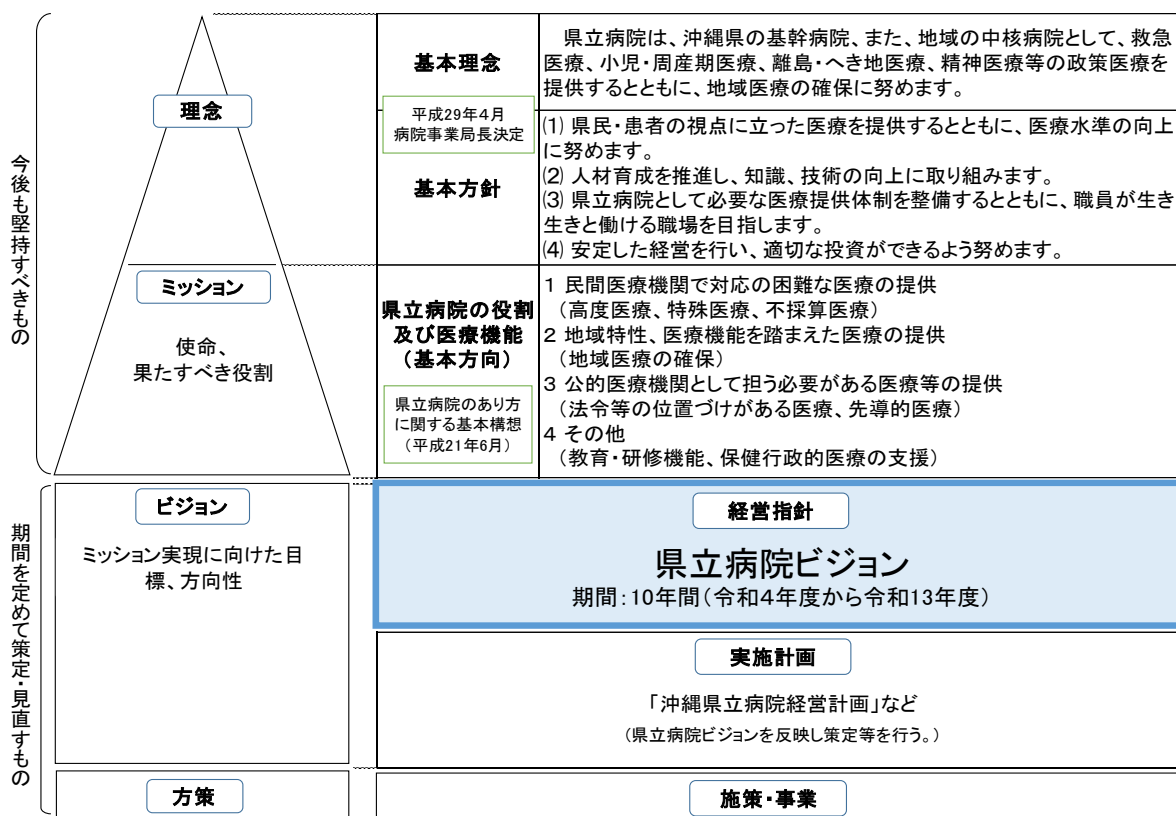 今後も堅持すべきもの
理念
ミッション
使命、
果たすべき役割
基本理念
平成29年4月
病院事業局長決定
基本方針
県立病院は、沖縄県の基幹病院、また、地域の中核病院として、救急
医療、小児・周産期医療、離島・へき地医療、精神医療等の政策医療を
提供するとともに、地域医療の確保に努めます。
⑴ 県民・患者の視点に立った医療を提供するとともに、医療水準の向上
に努めます。
⑵ 人材育成を推進し、知識、技術の向上に取り組みます。
⑶ 県立病院として必要な医療提供体制を整備するとともに、職員が生き
生きと働ける職場を目指します。
⑷ 安定した経営を行い、適切な投資ができるよう努めます。
県立病院の役割
及び医療機能
（基本方向）
県立病院のあり方
に関する基本構想
（平成21年6月）
1 民間医療機関で対応の困難な医療の提供
（高度医療、特殊医療、不採算医療）
2 地域特性、医療機能を踏まえた医療の提供
（地域医療の確保）
3 公的医療機関として担う必要がある医療等の提供
（法令等の位置づけがある医療、先導的医療）
4 その他
（教育・研修機能、保健行政的医療の支援）
期間を定めて策定・見直すもの
ビジョン
ミッション実現に向けた目
標、方向性
経営指針
県立病院ビジョン
期間：10年間（令和４年度から令和13年度）
実施計画
「沖縄県立病院経営計画」など
（県立病院ビジョンを反映し策定等を行う。）
方策
施策・事業